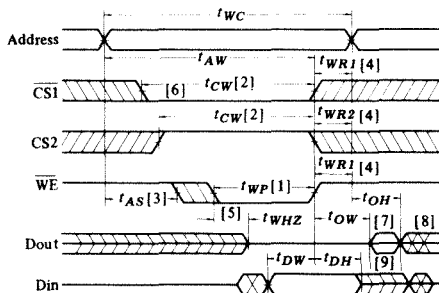 tWC
Address
tAW
tWR1 [4]
CS1
[6]
tCW[2]
tCW[2]
tWR2 [4]
CS2
tWR1 [4]
WE
tAS [3]
tWP [1]
tOH
[5]
tWHZ
tOW
[7]
[8]
Dout
tDW
tDH
[9]
Din